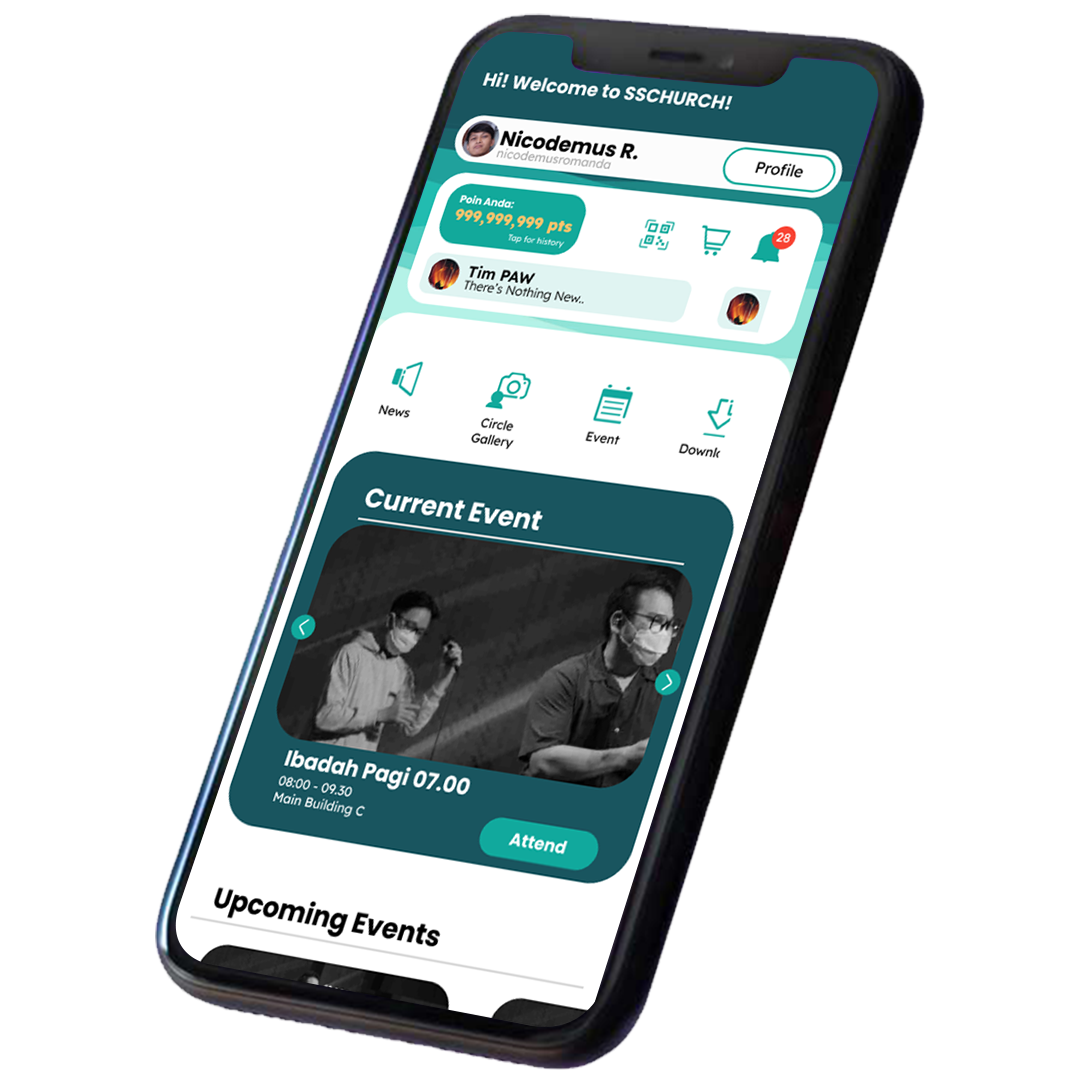 Hi! Welcome to SSCHURCH!
Nicodemus R.
nicodemusromanda
Profile
Poin Anda:
999,999,999 pts
Tap for history
28
Tim PAW
There's Nothing New..
News
Circle
Gallery
Event
Downl
Current Event
Ibadah Pagi 07.00
08:00 - 09.30
Main Building C
Attend
Upcoming Events